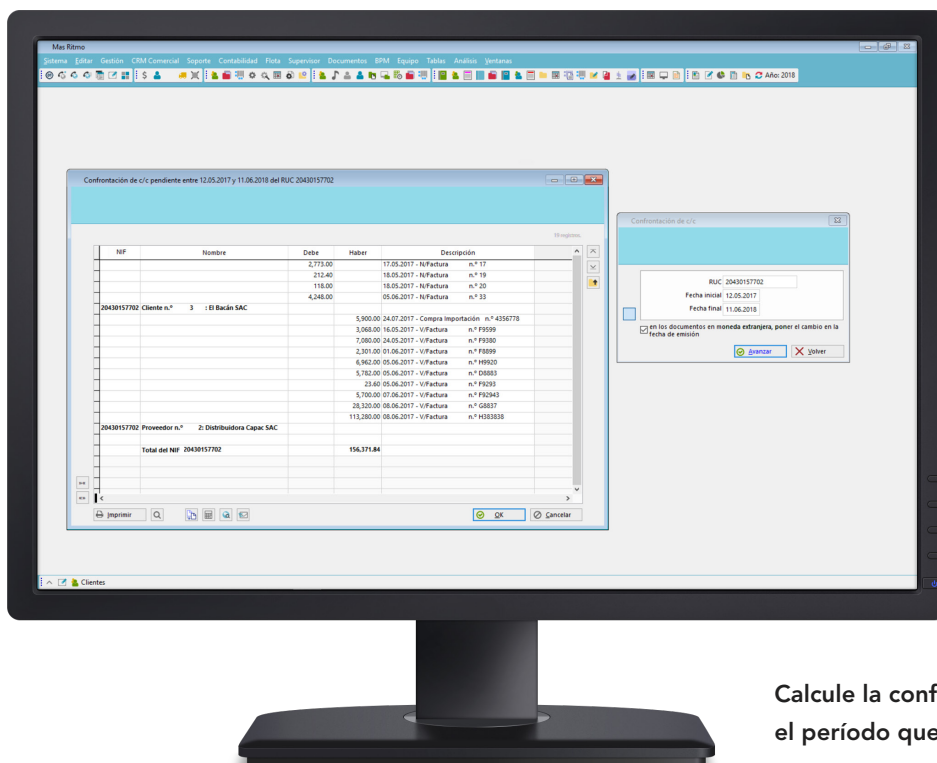 Mas Ritmo
Sistema Editar Gestión CRM Comercial Soporte Contabilidad Flota Supervisor Documentos BPM Equipo Tablas Análisis Ventanas
Año: 2018
Confrontación de c/c pendiente entre 12.05.2017 y 11.06.2018 del RUC 20430157702
NIF Nombre Debe Haber Descripción
2,773.00 17.05.2017 - N/Factura n.º 17
212.40 18.05.2017 - N/Factura n.º 19
118.00 18.05.2017 - N/Factura n.º 20
4,248.00 05.06.2017 - N/Factura n.º 33
20430157702 Cliente n.º 3 : El Bacán SAC
5,900.00 24.07.2017 - Compra Importación n.º 4356778
3,068.00 16.05.2017 - V/Factura n.º F9599
7,080.00 24.05.2017 - V/Factura n.º F9380
2,301.00 01.06.2017 - V/Factura n.º F8899
6,962.00 05.06.2017 - V/Factura n.º H9920
5,782.00 05.06.2017 - V/Factura n.º D8883
23.60 05.06.2017 - V/Factura n.º F9293
5,700.00 07.06.2017 - V/Factura n.º F92943
28,320.00 08.06.2017 - V/Factura n.º G8837
113,280.00 08.06.2017 - V/Factura n.º H383838
20430157702 Proveedor n.º 2: Distribuidora Capac SAC
Total del NIF 20430157702 156,371.84
Imprimir OK Cancelar
Confrontación de c/c
RUC 20430157702
Fecha inicial 12.05.2017
Fecha final 11.06.2018
en los documentos en moneda extranjera, poner el cambio en la
fecha de emisión
Avanzar Volver
Clientes
Calcule la conf
el período que